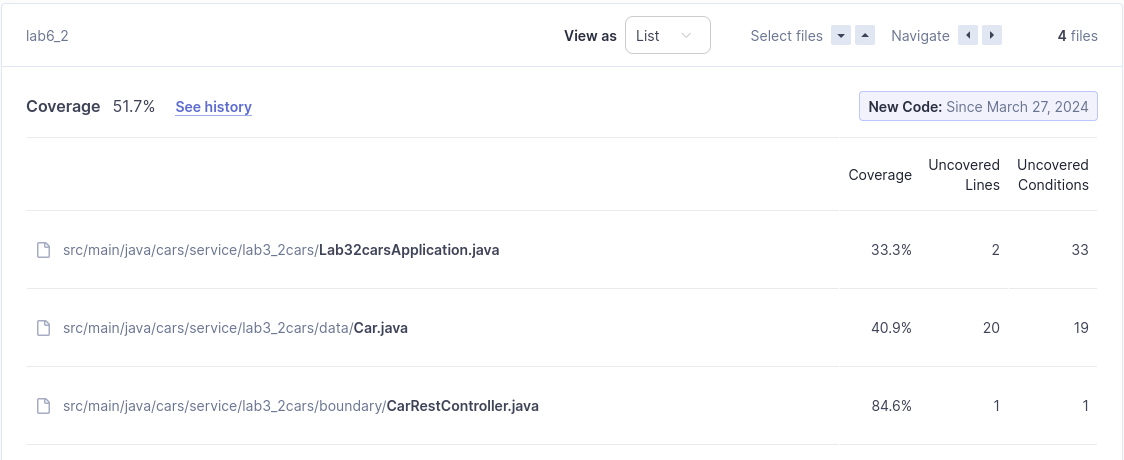 lab6_2 View as List Select files Navigate 4 files
Coverage 51.7% See history New Code: Since March 27, 2024
Coverage Uncovered Lines Uncovered Conditions
src/main/java/cars/service/lab3_2cars/Lab32carsApplication.java 33.3% 2 33
src/main/java/cars/service/lab3_2cars/data/Car.java 40.9% 20 19
src/main/java/cars/service/lab3_2cars/boundary/CarRestController.java 84.6% 1 1